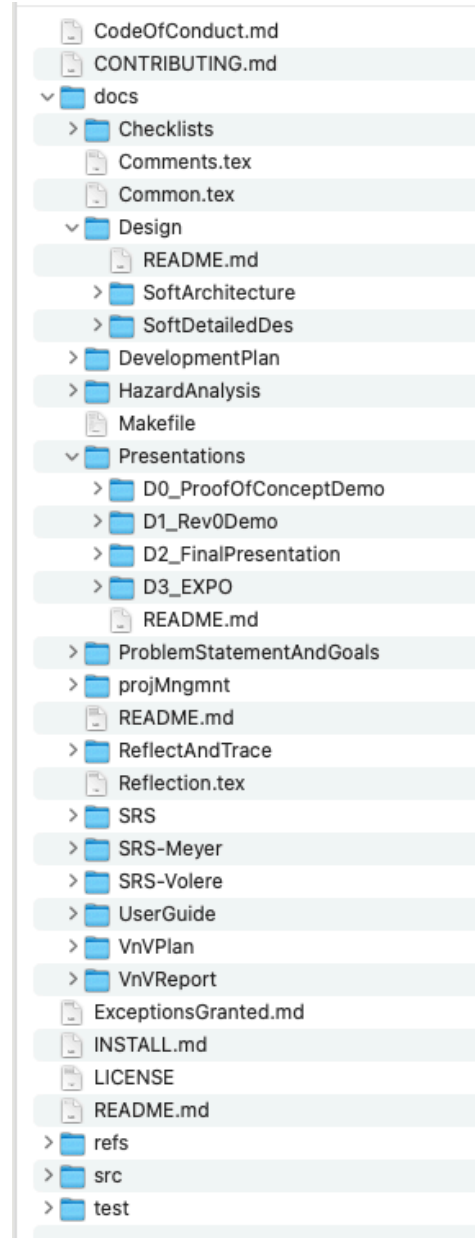 CodeOfConduct.md
CONTRIBUTING.md
docs
Checklists
Comments.tex
Common.tex
Design
README.md
SoftArchitecture
SoftDetailedDes
DevelopmentPlan
HazardAnalysis
Makefile
Presentations
D0_ProofOfConceptDemo
D1_Rev0Demo
D2_FinalPresentation
D3_EXPO
README.md
ProblemStatementAndGoals
projMngmnt
README.md
ReflectAndTrace
Reflection.tex
SRS
SRS-Meyer
SRS-Volere
UserGuide
VnVPlan
VnVReport
ExceptionsGranted.md
INSTALL.md
LICENSE
README.md
refs
src
test